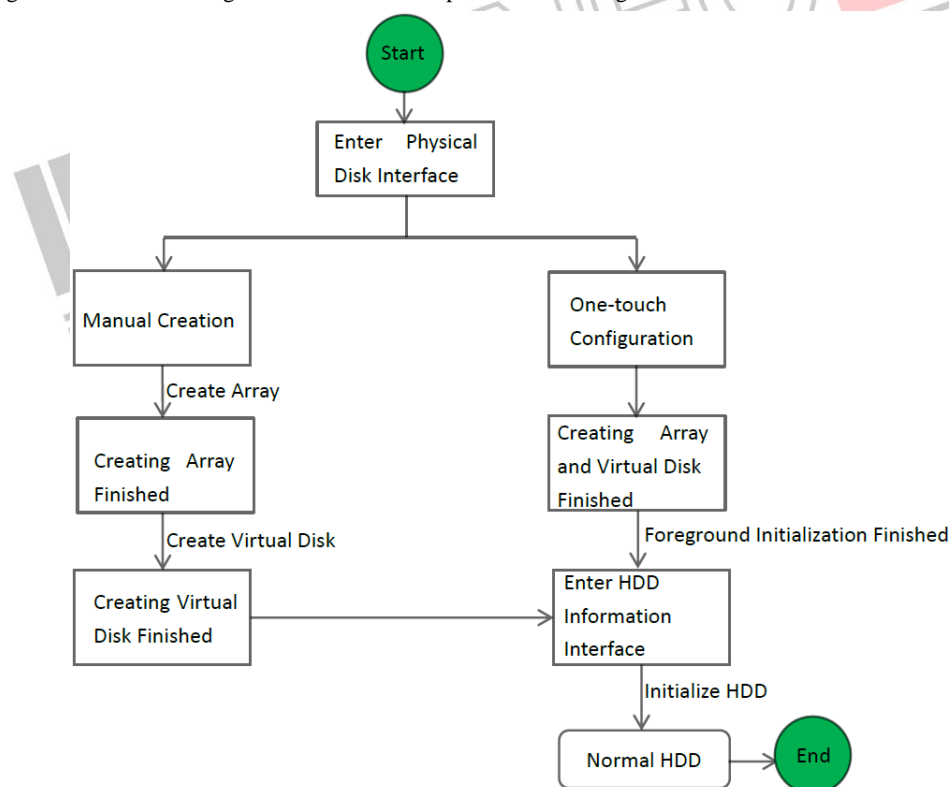 Start
Enter Physical
Disk Interface
Manual Creation
One-touch
Configuration
Create Array
Creating Array
Finished
Creating Array
and Virtual Disk
Finished
Create Virtual Disk
Foreground Initialization Finished
Creating Virtual
Disk Finished
Enter HDD
Information
Interface
Initialize HDD
Normal HDD
End